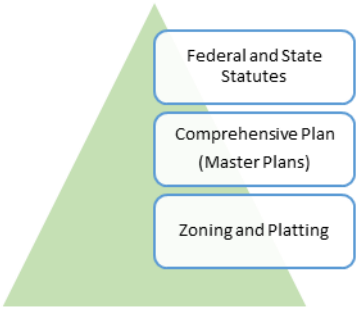 Federal and State
Statutes
Comprehensive Plan
(Master Plans)
Zoning and Platting